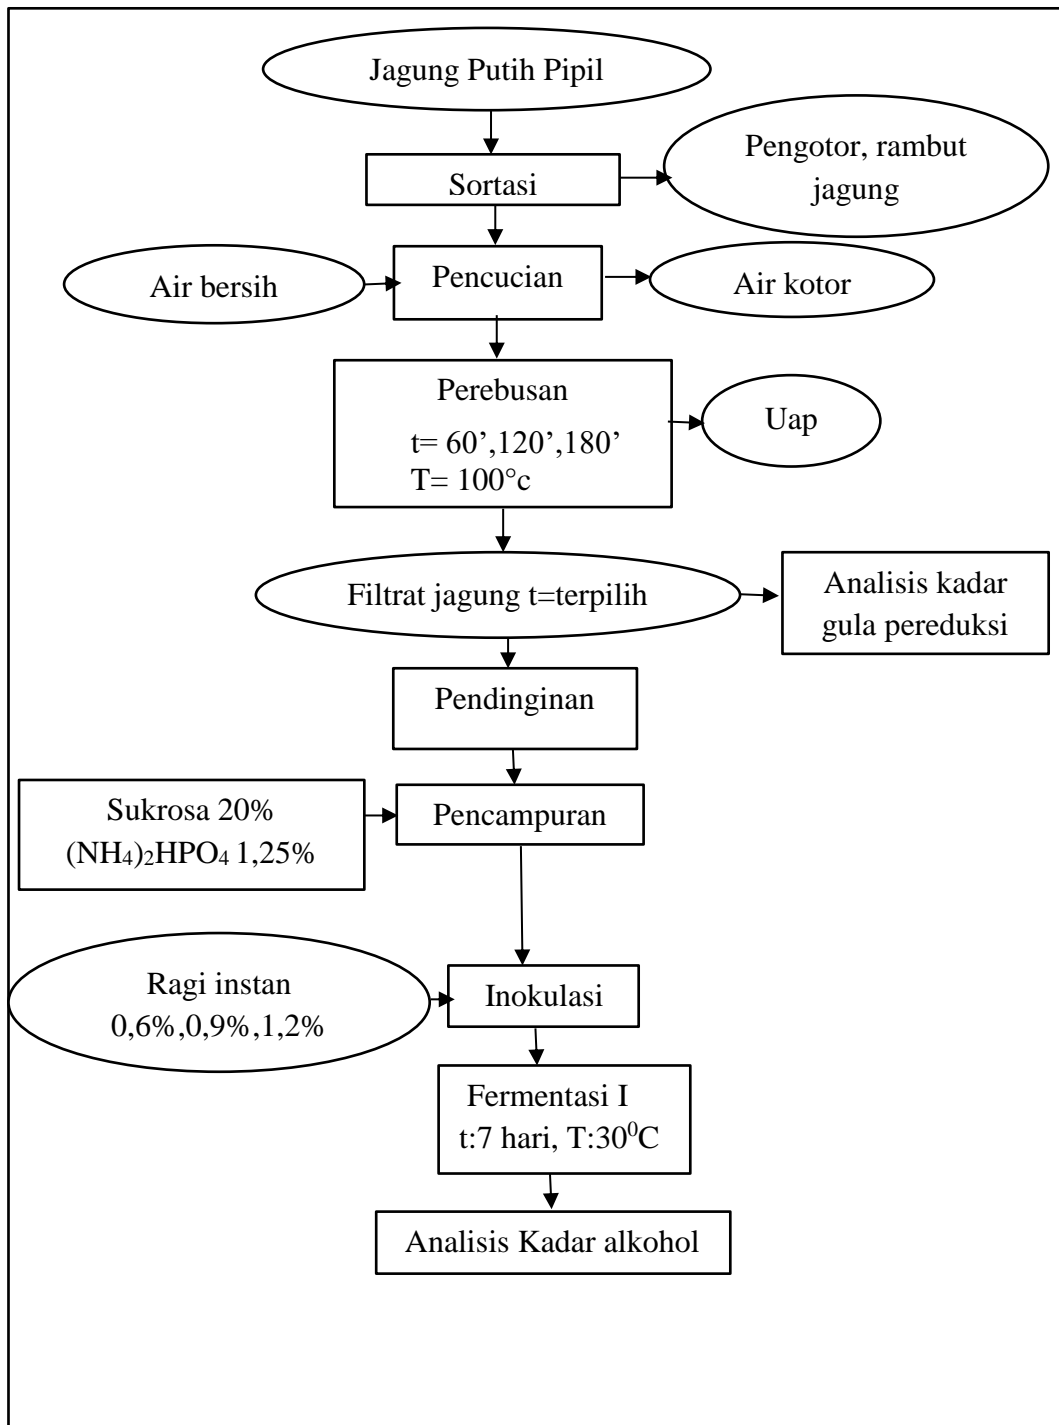 Jagung Putih Pipil
Sortasi
Pengotor, rambut
jagung
Air bersih
Pencucian
Air kotor
Perebusan
t= 60’,120’,180’
T= 100°c
Uap
Filtrat jagung t=terpilih
Analisis kadar
gula pereduksi
Pendinginan
Sukrosa 20%
(NH₄)₂HPO₄ 1,25%
Pencampuran
Ragi instan
0,6%,0,9%,1,2%
Inokulasi
Fermentasi I
t:7 hari, T:30⁰C
Analisis Kadar alkohol